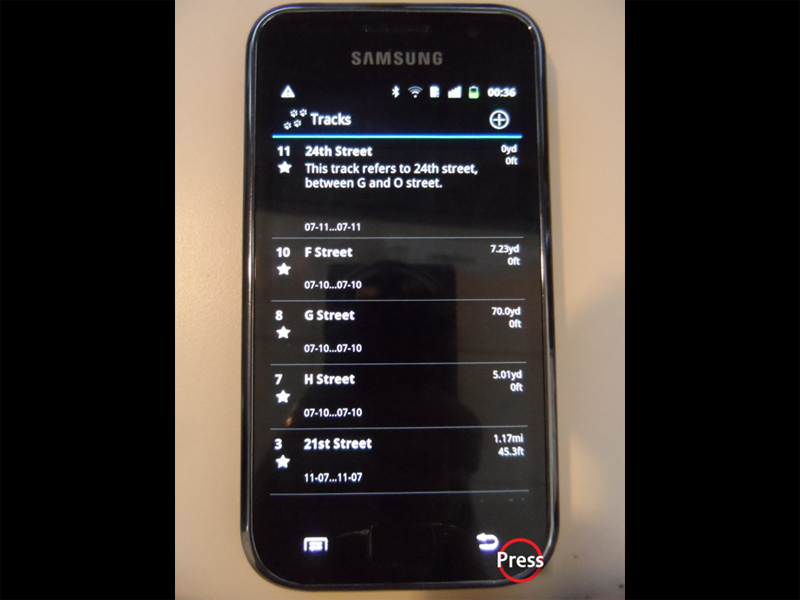 SAMSUNG
00:36
Tracks
11 24th Street 0yd
This track refers to 24th street, 0ft
between G and O street.
07-11...07-11
10 F Street 7.23yd
0ft
07-10...07-10
8 G Street 70.0yd
0ft
07-10...07-10
7 H Street 5.01yd
0ft
07-10...07-10
3 21st Street 1.17mi
45.3ft
11-07...11-07
Press